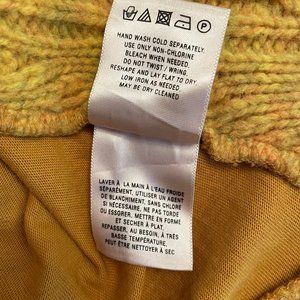 P
HAND WASH COLD SEPARATELY.
USE ONLY NON-CHLORINE
BLEACH WHEN NEEDED.
DO NOT TWIST / WRING.
RESHAPE AND LAY FLAT TO DRY
LOW IRON AS NEEDED.
MAY BE DRY CLEANED
LAVER À LA MAIN À L'EAU FROIDE
SÉPARÉMENT, UTILISER UN AGENT
DE BLANCHIMENT, SANS CHLORE
SI NÉCESSAIRE, NE PAS TORDRE
OU ESSORER, METTRE EN FORME
ET SÉCHER À PLAT.
REPASSER, AU BESOIN, À
BASSE TEMPÉRATURE.
PEUT ÊTRE NETTOYER À SEC